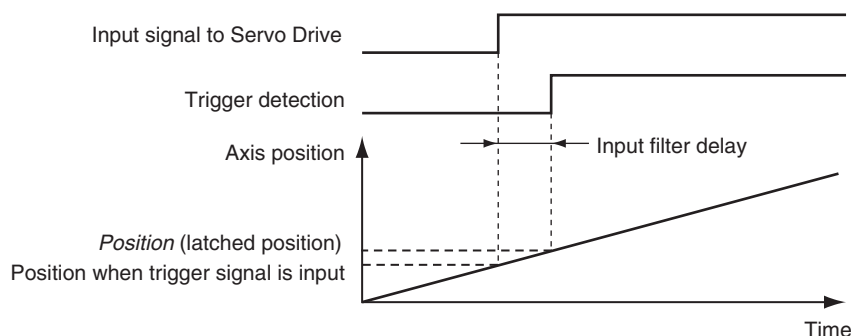 Input signal to Servo Drive
Trigger detection
Axis position
Input filter delay
Position (latched position)
Position when trigger signal is input
Time